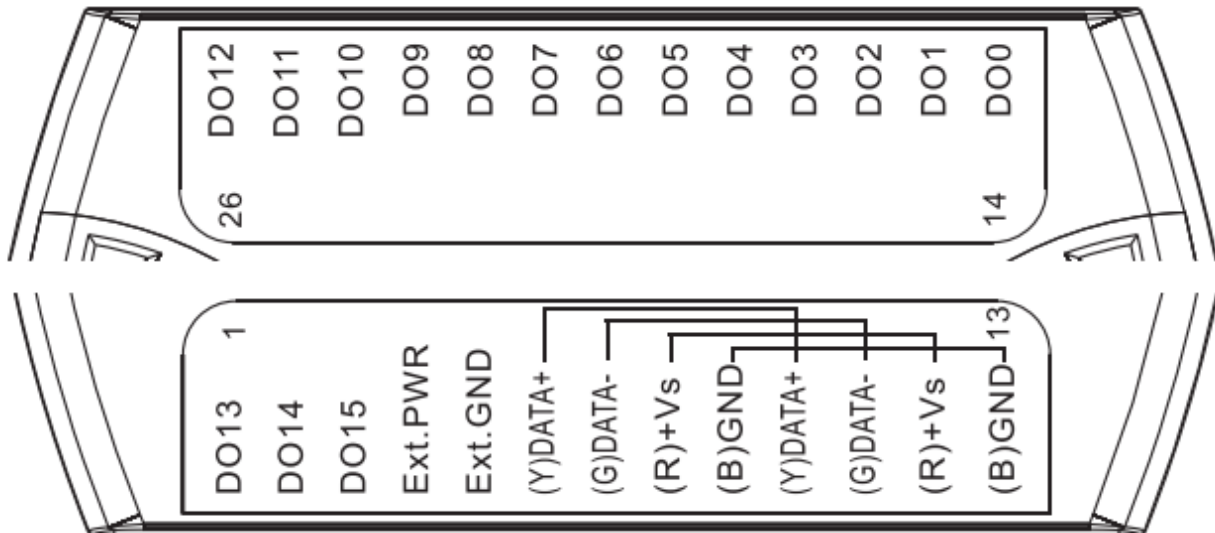 DO12
DO11
DO10
DO9
DO8
DO7
DO6
DO5
DO4
DO3
DO2
DO1
DO0
26
14
1
13
DO13
DO14
DO15
Ext.PWR
Ext.GND
(Y)DATA+
(G)DATA-
(R)+Vs
(B)GND
(Y)DATA+
(G)DATA-
(R)+Vs
(B)GND